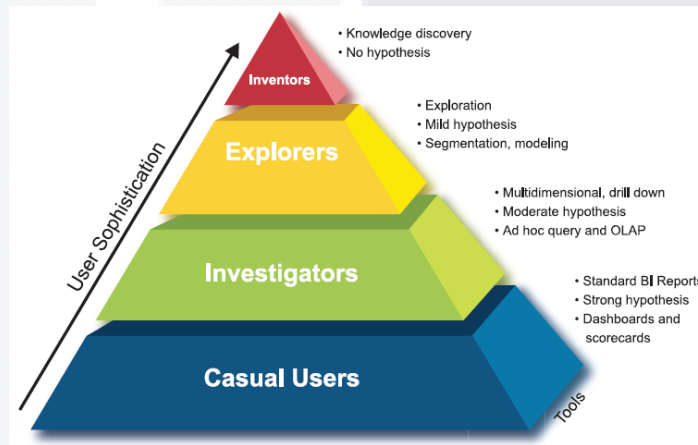 • Knowledge discovery
• No hypothesis
Inventors
• Exploration
• Mild hypothesis
• Segmentation, modeling
Explorers
User Sophistication
• Multidimensional, drill down
• Moderate hypothesis
• Ad hoc query and OLAP
Investigators
• Standard BI Reports
• Strong hypothesis
• Dashboards and
scorecards
Casual Users
Tools